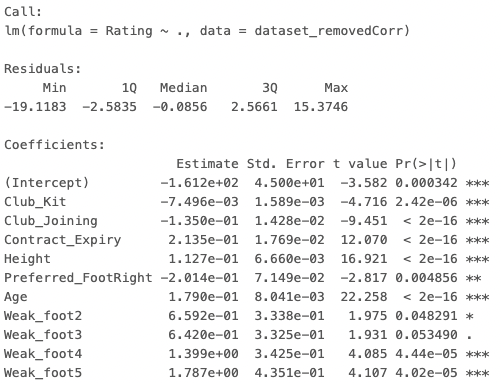 Call:
lm(formula = Rating ~ ., data = dataset_removedCorr)
Residuals:
Min 1Q Median 3Q Max
-19.1183 -2.5835 -0.0856 2.5661 15.3746
Coefficients:
Estimate Std. Error t value Pr(>|t|)
(Intercept) -1.612e+02 4.500e+01 -3.582 0.000342 ***
Club_Kit -7.496e-03 1.589e-03 -4.716 2.42e-06 ***
Club_Joining -1.350e-01 1.428e-02 -9.451 < 2e-16 ***
Contract_Expiry 2.135e-01 1.769e-02 12.070 < 2e-16 ***
Height 1.127e-01 6.660e-03 16.921 < 2e-16 ***
Preferred_FootRight -2.014e-01 7.149e-02 -2.817 0.004856 **
Age 1.790e-01 8.041e-03 22.258 < 2e-16 ***
Weak_foot2 6.592e-01 3.338e-01 1.975 0.048291 *
Weak_foot3 6.420e-01 3.325e-01 1.931 0.053490 .
Weak_foot4 1.399e+00 3.425e-01 4.085 4.44e-05 ***
Weak_foot5 1.787e+00 4.351e-01 4.107 4.02e-05 ***